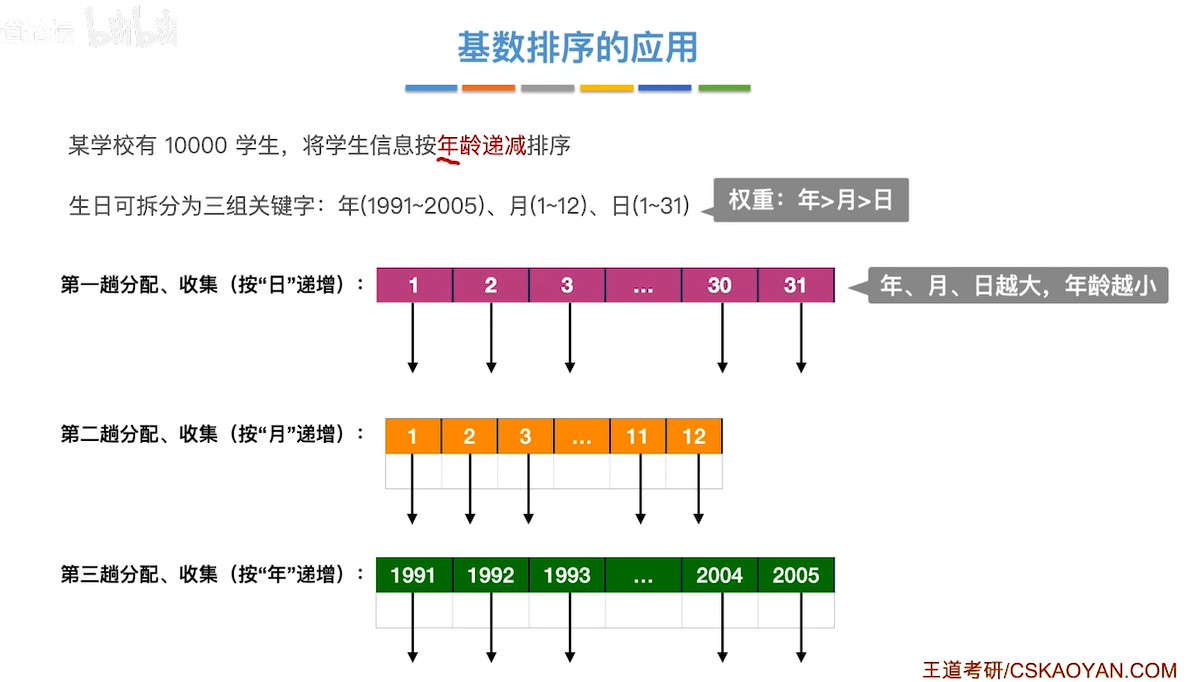 道论坛 bilibili
基数排序的应用
某学校有 10000 学生，将学生信息按年龄递减排序
生日可拆分为三组关键字：年(1991~2005)、月(1~12)、日(1~31)
权重：年>月>日
第一趟分配、收集（按“日”递增）：
1 2 3 … 30 31
年、月、日越大，年龄越小
第二趟分配、收集（按“月”递增）：
1 2 3 … 11 12
第三趟分配、收集（按“年”递增）：
1991 1992 1993 … 2004 2005
王道考研/CSKAOYAN.COM